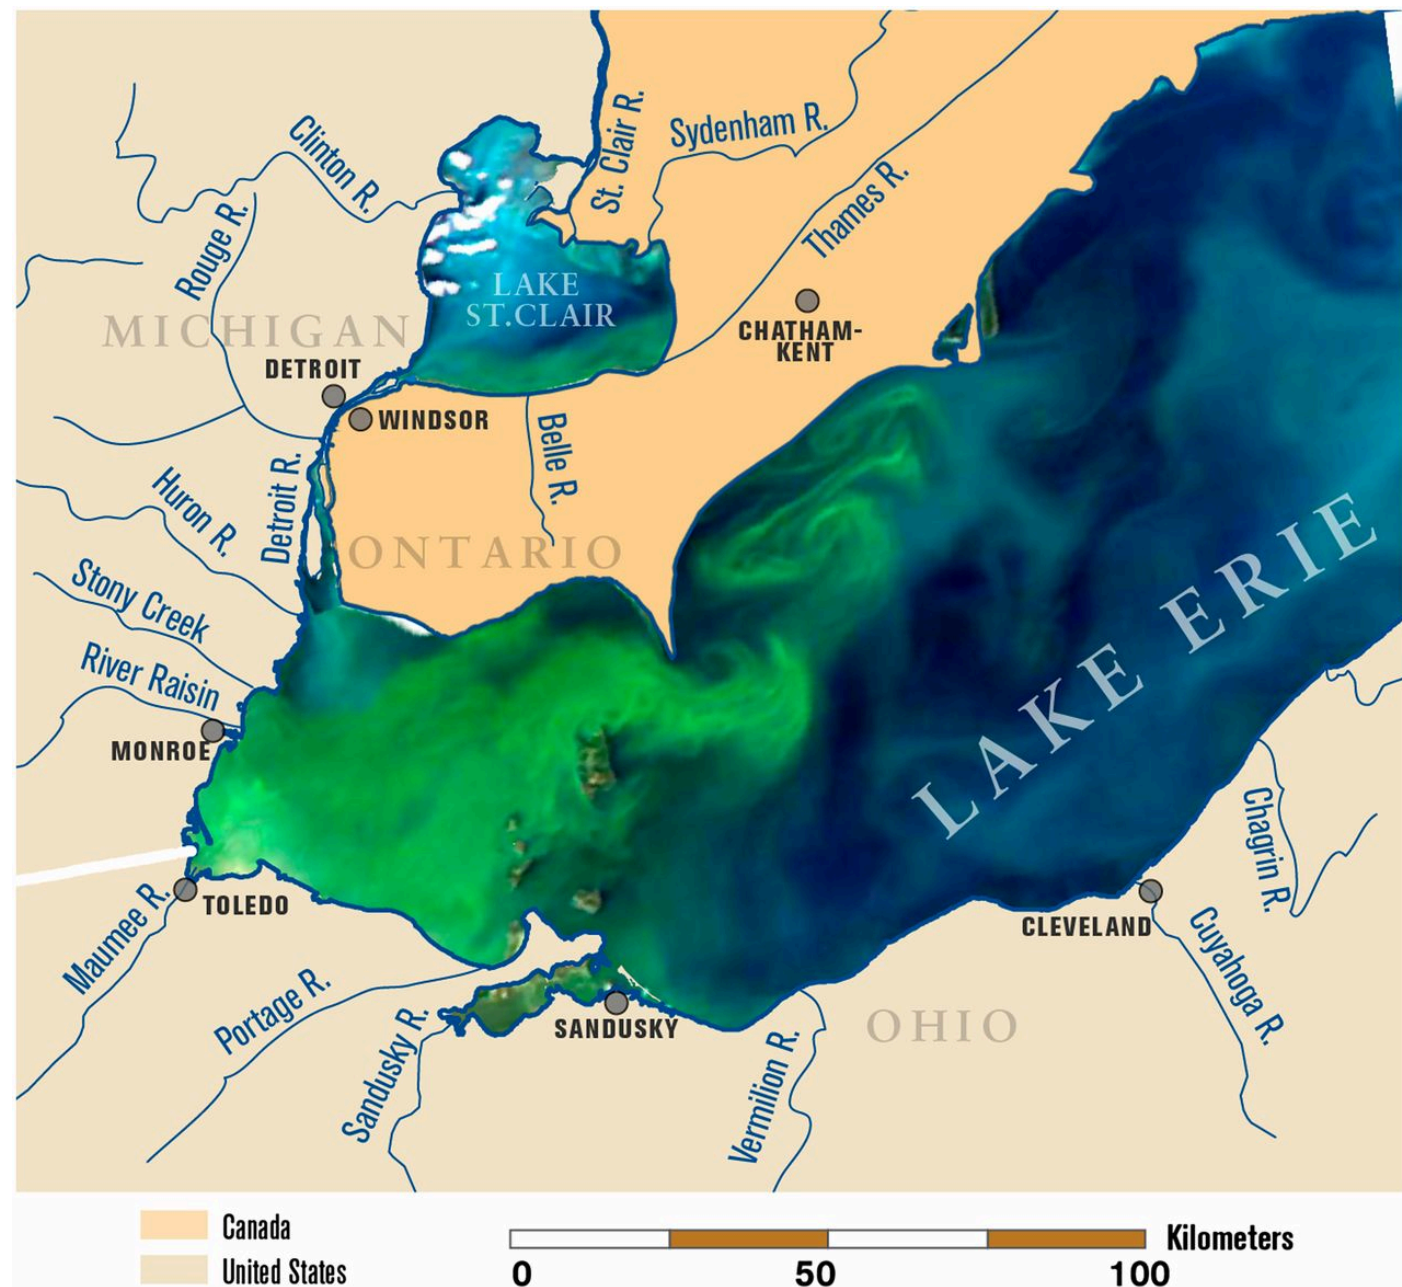 Clinton R.
St. Clair R.
Sydenham R.
Thames R.
Rouge R.
LAKE
ST.CLAIR
MICHIGAN
CHATHAM-
KENT
DETROIT
WINDSOR
Belle R.
Detroit R.
Huron R.
ONTARIO
Stony Creek
River Raisin
MONROE
LAKE ERIE
TOLEDO
Maumee R.
Portage R.
Sandusky R.
SANDUSKY
Vermilion R.
OHIO
CLEVELAND
Chagrin R.
Cuyahoga R.
Canada
United States
Kilometers
0 50 100